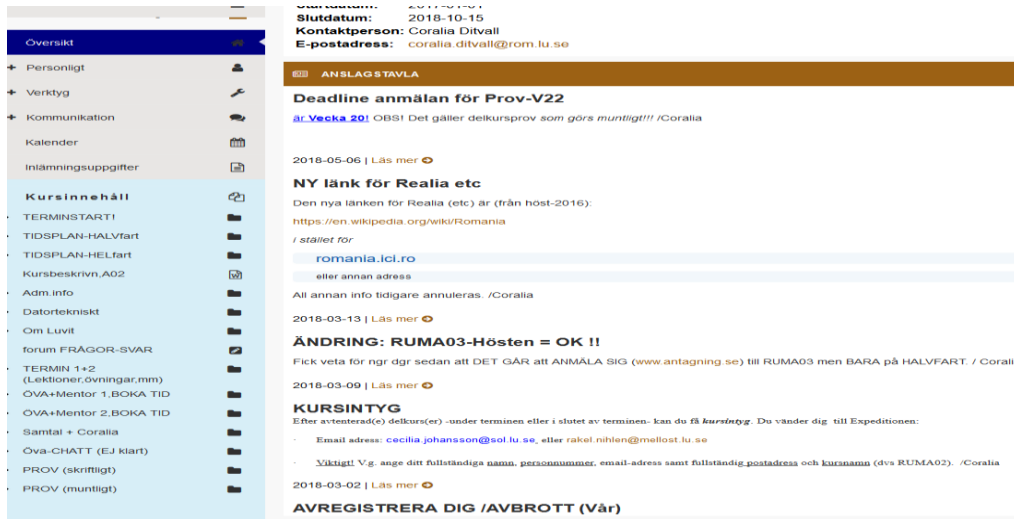 Översikt
Personligt
Verktyg
Kommunikation
Kalender
Inlämningsuppgifter
Kursinnehåll
TERMINSTART!
TIDSPLAN-HALVfart
TIDSPLAN-HELfart
Kursbeskrivn,A02
Adm.info
Datortekniskt
Om Luvit
forum FRÅGOR-SVAR
TERMIN 1+2
(Lektioner,övningar,mm)
ÖVA+Mentor 1,BOKA TID
ÖVA+Mentor 2,BOKA TID
Samtal + Coralia
Öva-CHATT (EJ klart)
PROV (skriftligt)
PROV (muntligt)
Slutdatum: 2018-10-15
Kontaktperson: Coralia Ditvall
E-postadress: coralia.ditvall@rom.lu.se
ANSLAGSTAVLA
Deadline anmälan för Prov-V22
är Vecka 20! OBS! Det gäller delkursprov som görs muntligt!!! /Coralia
2018-05-06 | Läs mer
NY länk för Realia etc
Den nya länken för Realia (etc) är (från höst-2016):
https://en.wikipedia.org/wiki/Romania
i stället för
romania.ici.ro
eller annan adress
All annan info tidigare annuleras. /Coralia
2018-03-13 | Läs mer
ÄNDRING: RUMA03-Hösten = OK !!
Fick veta för ngr dgr sedan att DET GÅR att ANMÄLA SIG (www.antagning.se) till RUMA03 men BARA på HALVFART. / Corali
2018-03-09 | Läs mer
KURSINTYG
Efter avtenterad(e) delkurs(er) -under terminen eller i slutet av terminen- kan du få kursintyg. Du vänder dig till Expeditionen:
· Email adress: cecilia.johansson@sol.lu.se, eller rakel.nihlen@mellost.lu.se
· Viktigt! V.g. ange ditt fullständiga namn, personnummer, email-adress samt fullständig postadress och kursnamn (dvs RUMA02). /Coralia
2018-03-02 | Läs mer
AVREGISTRERA DIG /AVBROTT (Vår)